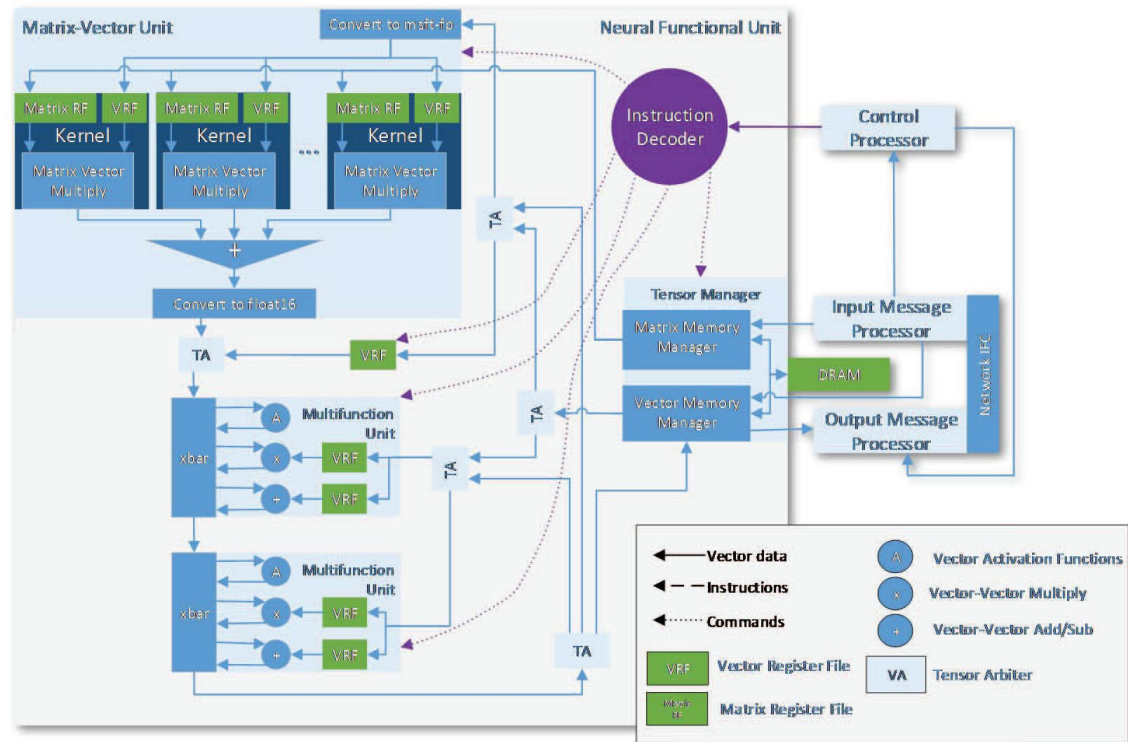 Matrix-Vector Unit
Convert to msft-fp
Neural Functional Unit
Matrix RF
VRF
Matrix RF
VRF
Matrix RF
VRF
Kernel
Kernel
...
Kernel
Matrix Vector
Multiply
Matrix Vector
Multiply
Matrix Vector
Multiply
+
Convert to float16
TA
VRF
TA
Instruction
Decoder
Control
Processor
Tensor Manager
Matrix Memory
Manager
Vector Memory
Manager
DRAM
Input Message
Processor
Output Message
Processor
Network IFC
TA
TA
xbar
A
Multifunction
Unit
x
VRF
+
VRF
xbar
A
Multifunction
Unit
x
VRF
+
VRF
TA
Vector data
Instructions
Commands
VRF
Vector Register File
Matrix
RF
Matrix Register File
A
Vector Activation Functions
x
Vector-Vector Multiply
+
Vector-Vector Add/Sub
VA
Tensor Arbiter